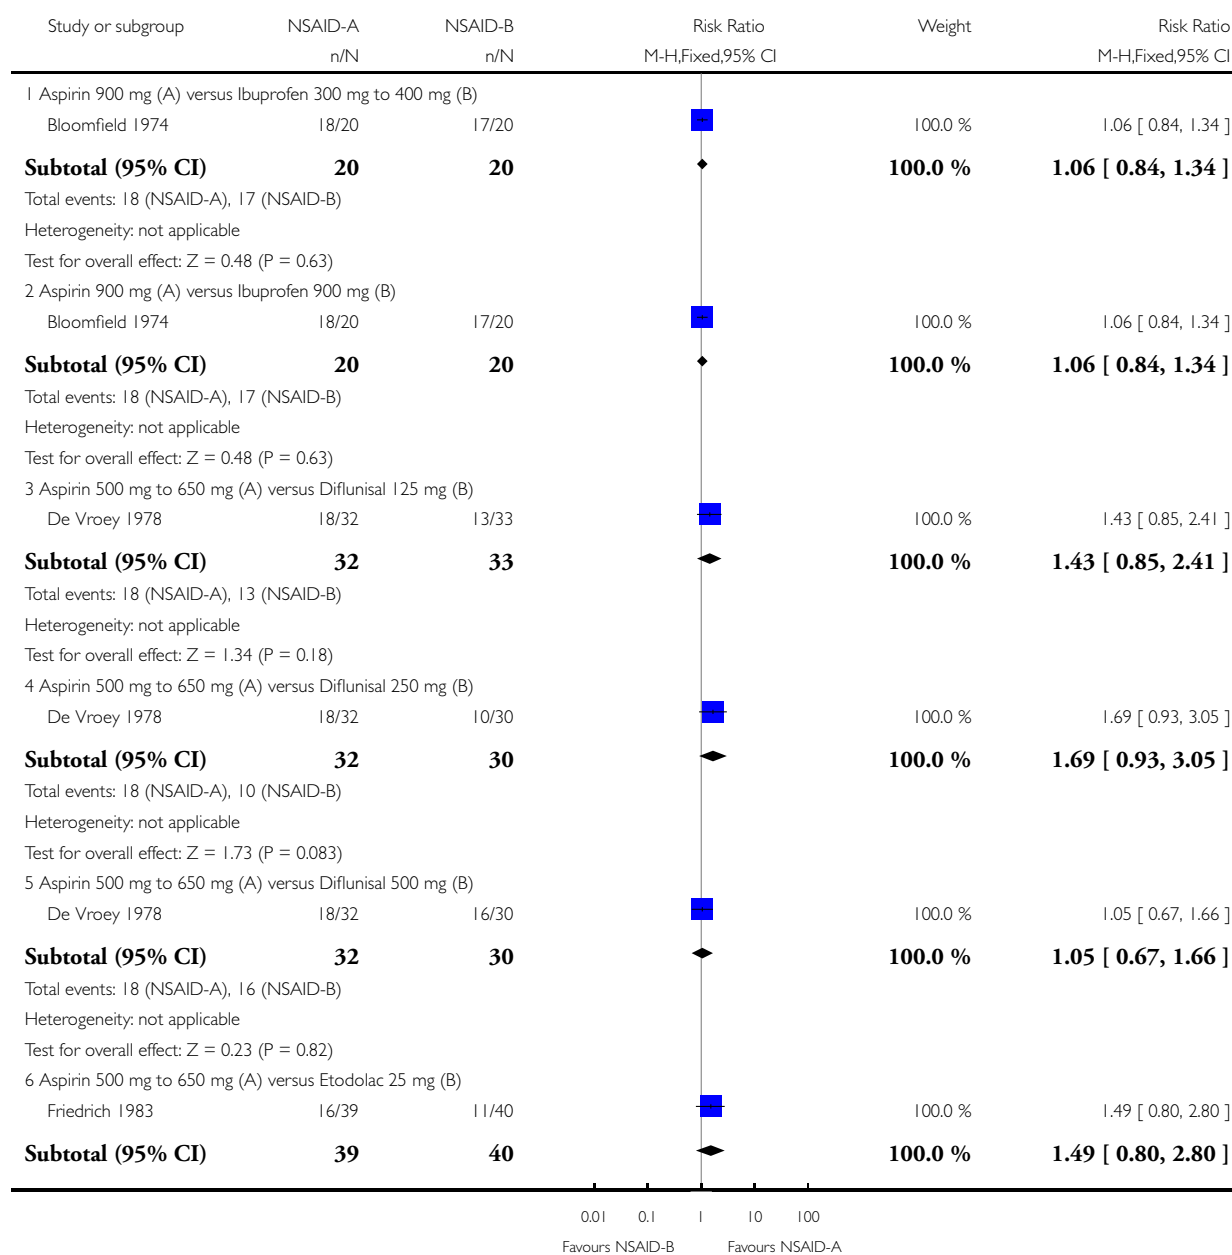 Study or subgroup NSAID-A NSAID-B Risk Ratio Weight Risk Ratio
n/N n/N M-H,Fixed,95% CI M-H,Fixed,95% CI
1 Aspirin 900 mg (A) versus Ibuprofen 300 mg to 400 mg (B)
Bloomfield 1974 18/20 17/20 100.0 % 1.06 [ 0.84, 1.34 ]
Subtotal (95% CI) 20 20 100.0 % 1.06 [ 0.84, 1.34 ]
Total events: 18 (NSAID-A), 17 (NSAID-B)
Heterogeneity: not applicable
Test for overall effect: Z = 0.48 (P = 0.63)
2 Aspirin 900 mg (A) versus Ibuprofen 900 mg (B)
Bloomfield 1974 18/20 17/20 100.0 % 1.06 [ 0.84, 1.34 ]
Subtotal (95% CI) 20 20 100.0 % 1.06 [ 0.84, 1.34 ]
Total events: 18 (NSAID-A), 17 (NSAID-B)
Heterogeneity: not applicable
Test for overall effect: Z = 0.48 (P = 0.63)
3 Aspirin 500 mg to 650 mg (A) versus Diflunisal 125 mg (B)
De Vroey 1978 18/32 13/33 100.0 % 1.43 [ 0.85, 2.41 ]
Subtotal (95% CI) 32 33 100.0 % 1.43 [ 0.85, 2.41 ]
Total events: 18 (NSAID-A), 13 (NSAID-B)
Heterogeneity: not applicable
Test for overall effect: Z = 1.34 (P = 0.18)
4 Aspirin 500 mg to 650 mg (A) versus Diflunisal 250 mg (B)
De Vroey 1978 18/32 10/30 100.0 % 1.69 [ 0.93, 3.05 ]
Subtotal (95% CI) 32 30 100.0 % 1.69 [ 0.93, 3.05 ]
Total events: 18 (NSAID-A), 10 (NSAID-B)
Heterogeneity: not applicable
Test for overall effect: Z = 1.73 (P = 0.083)
5 Aspirin 500 mg to 650 mg (A) versus Diflunisal 500 mg (B)
De Vroey 1978 18/32 16/30 100.0 % 1.05 [ 0.67, 1.66 ]
Subtotal (95% CI) 32 30 100.0 % 1.05 [ 0.67, 1.66 ]
Total events: 18 (NSAID-A), 16 (NSAID-B)
Heterogeneity: not applicable
Test for overall effect: Z = 0.23 (P = 0.82)
6 Aspirin 500 mg to 650 mg (A) versus Etodolac 25 mg (B)
Friedrich 1983 16/39 11/40 100.0 % 1.49 [ 0.80, 2.80 ]
Subtotal (95% CI) 39 40 100.0 % 1.49 [ 0.80, 2.80 ]
0.01 0.1 1 10 100
Favours NSAID-B Favours NSAID-A